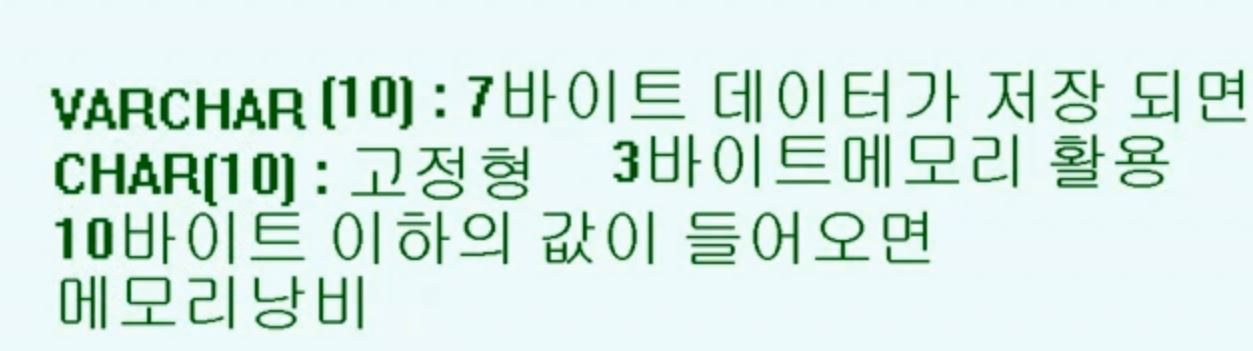 VARCHAR (10) : 7바이트 데이터가 저장 되면
CHAR(10) : 고정형 3바이트메모리 활용
10바이트 이하의 값이 들어오면
메모리낭비